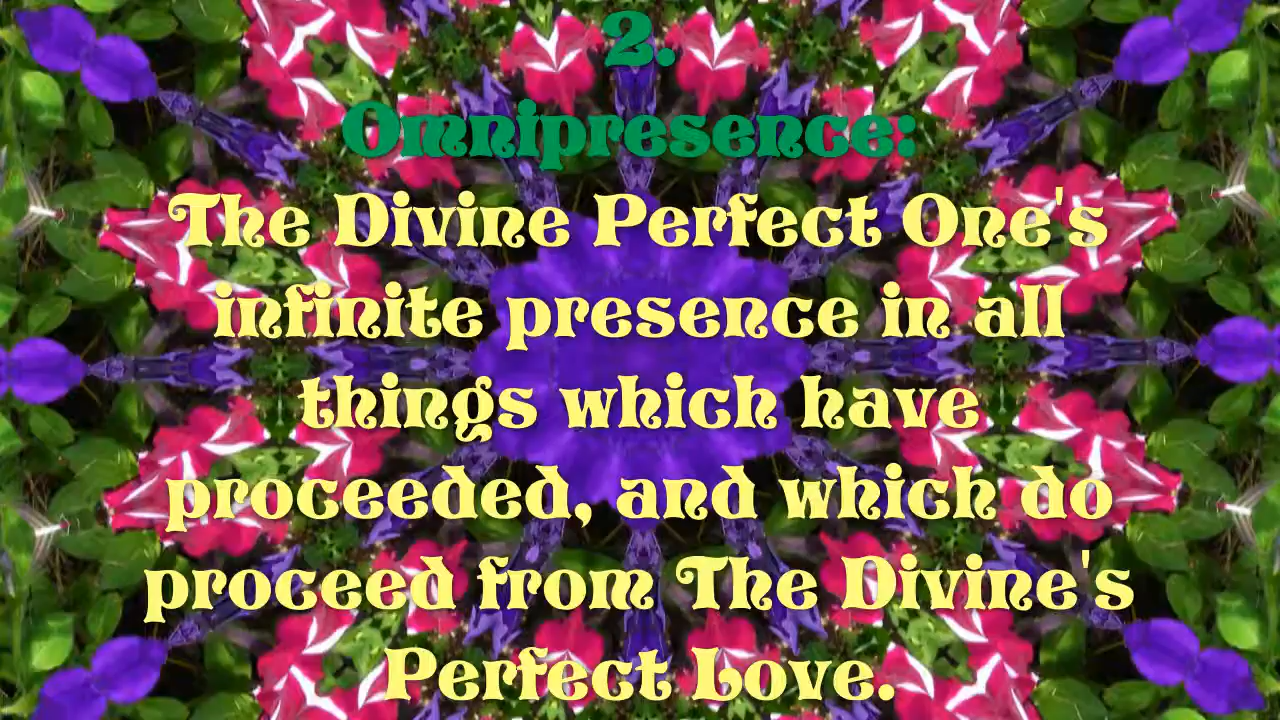 2.
Omnipresence:
The Divine Perfect One's
infinite presence in all
things which have
proceeded, and which do
proceed from The Divine's
Perfect Love.